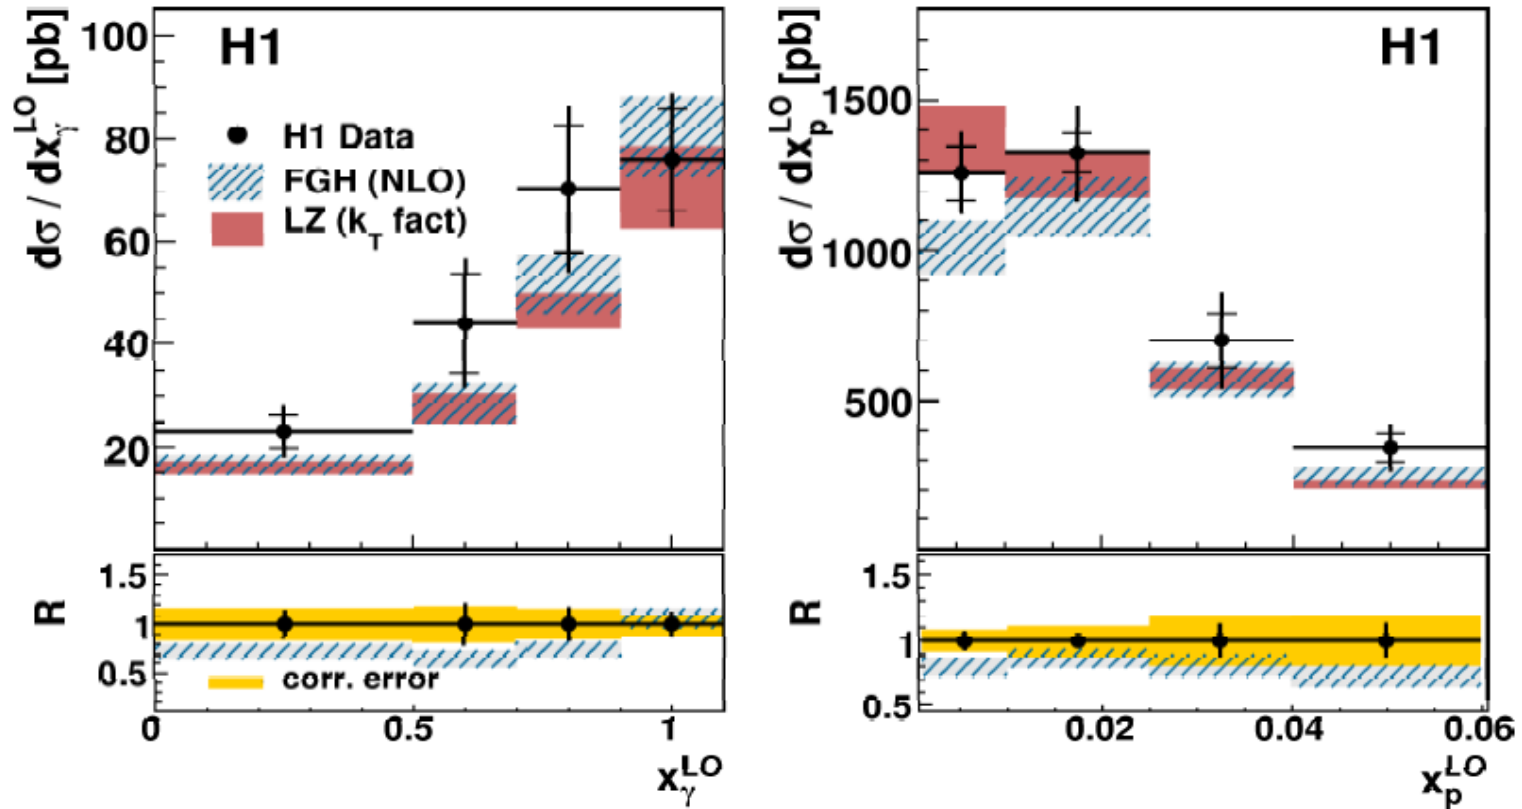 dσ / dx_γ^LO [pb]
100
80
60
40
20
H1
H1 Data
FGH (NLO)
LZ (k_T fact)
R
1.5
1
0.5
corr. error
0
0.5
1
x_γ^LO
dσ / dx_p^LO [pb]
1500
1000
500
H1
R
1.5
1
0.5
0.02
0.04
0.06
x_p^LO